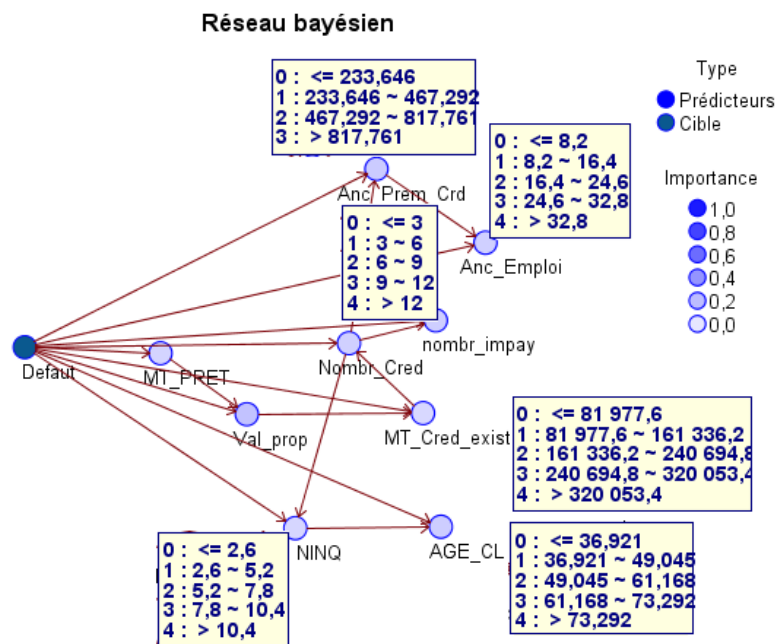 Réseau bayésien
0 : <= 233,646
1 : 233,646 ~ 467,292
2 : 467,292 ~ 817,761
3 : > 817,761
Type
Prédicteurs
Cible
0 : <= 8,2
1 : 8,2 ~ 16,4
2 : 16,4 ~ 24,6
3 : 24,6 ~ 32,8
4 : > 32,8
Importance
1,0
0,8
0,6
0,4
0,2
0,0
Anc_Prem_Crd
0 : <= 3
1 : 3 ~ 6
2 : 6 ~ 9
3 : 9 ~ 12
4 : > 12
Anc_Emploi
nombr_impay
Defaut
MT_PRET
Nombr_Cred
Val_prop
MT_Cred_exist
0 : <= 81 977,6
1 : 81 977,6 ~ 161 336,2
2 : 161 336,2 ~ 240 694,8
3 : 240 694,8 ~ 320 053,4
4 : > 320 053,4
NINQ
AGE_CL
0 : <= 2,6
1 : 2,6 ~ 5,2
2 : 5,2 ~ 7,8
3 : 7,8 ~ 10,4
4 : > 10,4
0 : <= 36,921
1 : 36,921 ~ 49,045
2 : 49,045 ~ 61,168
3 : 61,168 ~ 73,292
4 : > 73,292